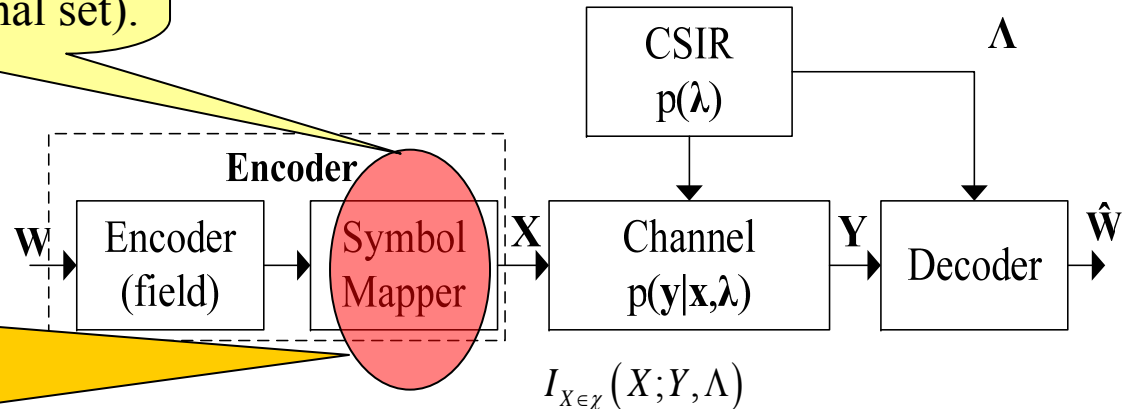 nal set).
CSIR
p(λ)
Λ
Encoder
W
Encoder
(field)
Symbol
Mapper
X
Channel
p(y|x,λ)
Y
Decoder
Ŵ
I_{X∈χ}(X;Y,Λ)